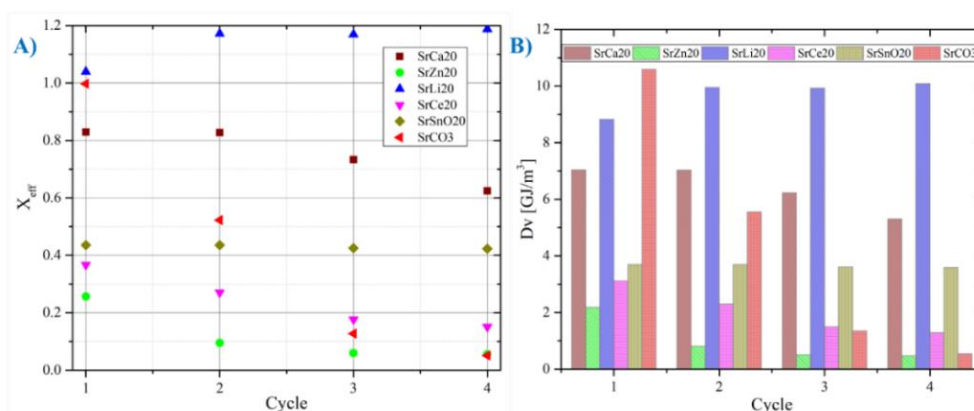 A)
X_eff
1.2
1.0
0.8
0.6
0.4
0.2
0.0
SrCa20
SrZn20
SrLi20
SrCe20
SrSnO20
SrCO3
1 2 3 4
Cycle
B)
Dv [GJ/m³]
12
10
8
6
4
2
0
SrCa20 SrZn20 SrLi20 SrCe20 SrSnO20 SrCO3
1 2 3 4
Cycle